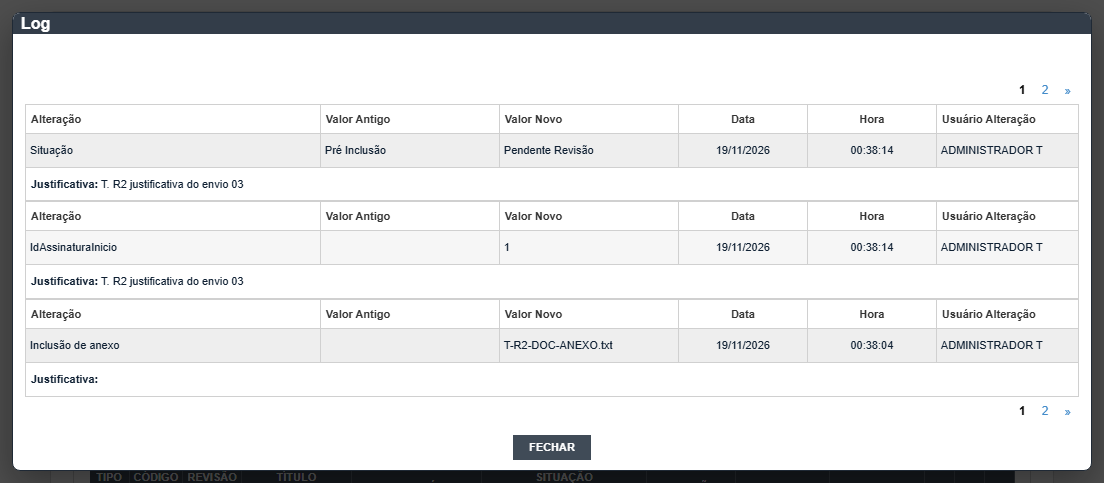 Log
1 2 »
Alteração Valor Antigo Valor Novo Data Hora Usuário Alteração
Situação Pré Inclusão Pendente Revisão 19/11/2026 00:38:14 ADMINISTRADOR T
Justificativa: T. R2 justificativa do envio 03
Alteração Valor Antigo Valor Novo Data Hora Usuário Alteração
IdAssinaturaInicio 1 19/11/2026 00:38:14 ADMINISTRADOR T
Justificativa: T. R2 justificativa do envio 03
Alteração Valor Antigo Valor Novo Data Hora Usuário Alteração
Inclusão de anexo T-R2-DOC-ANEXO.txt 19/11/2026 00:38:04 ADMINISTRADOR T
Justificativa:
1 2 »
FECHAR
TIPO CÓDIGO REVISÃO TÍTULO SITUAÇÃO